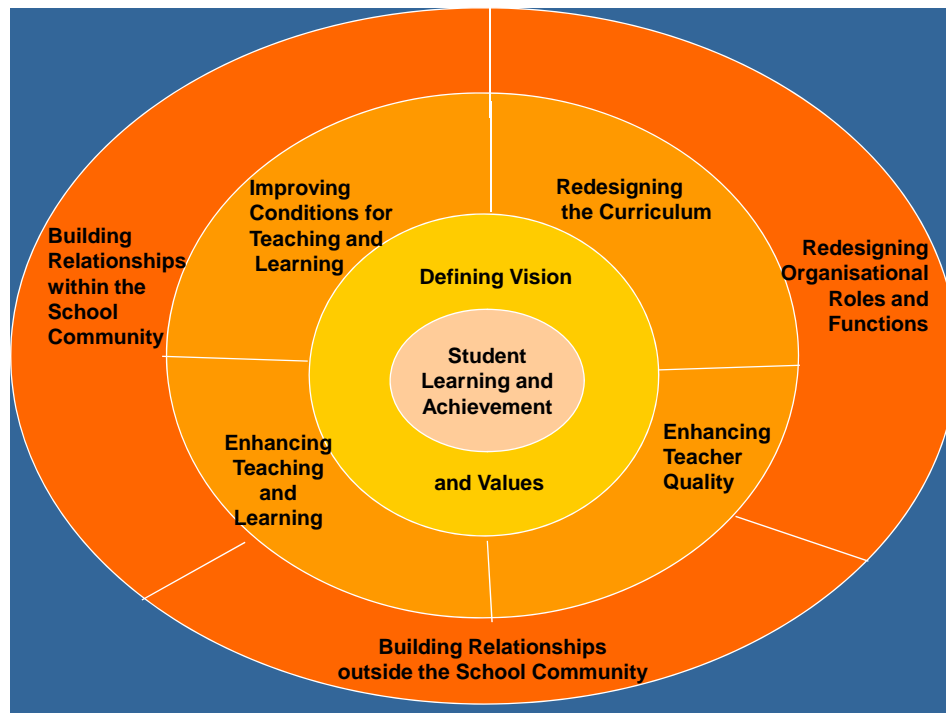 Improving
Conditions for
Teaching and
Learning
Redesigning
the Curriculum
Building
Relationships
within the
School
Community
Redesigning
Organisational
Roles and
Functions
Defining Vision
Student
Learning and
Achievement
and Values
Enhancing
Teaching
and
Learning
Enhancing
Teacher
Quality
Building Relationships
outside the School Community